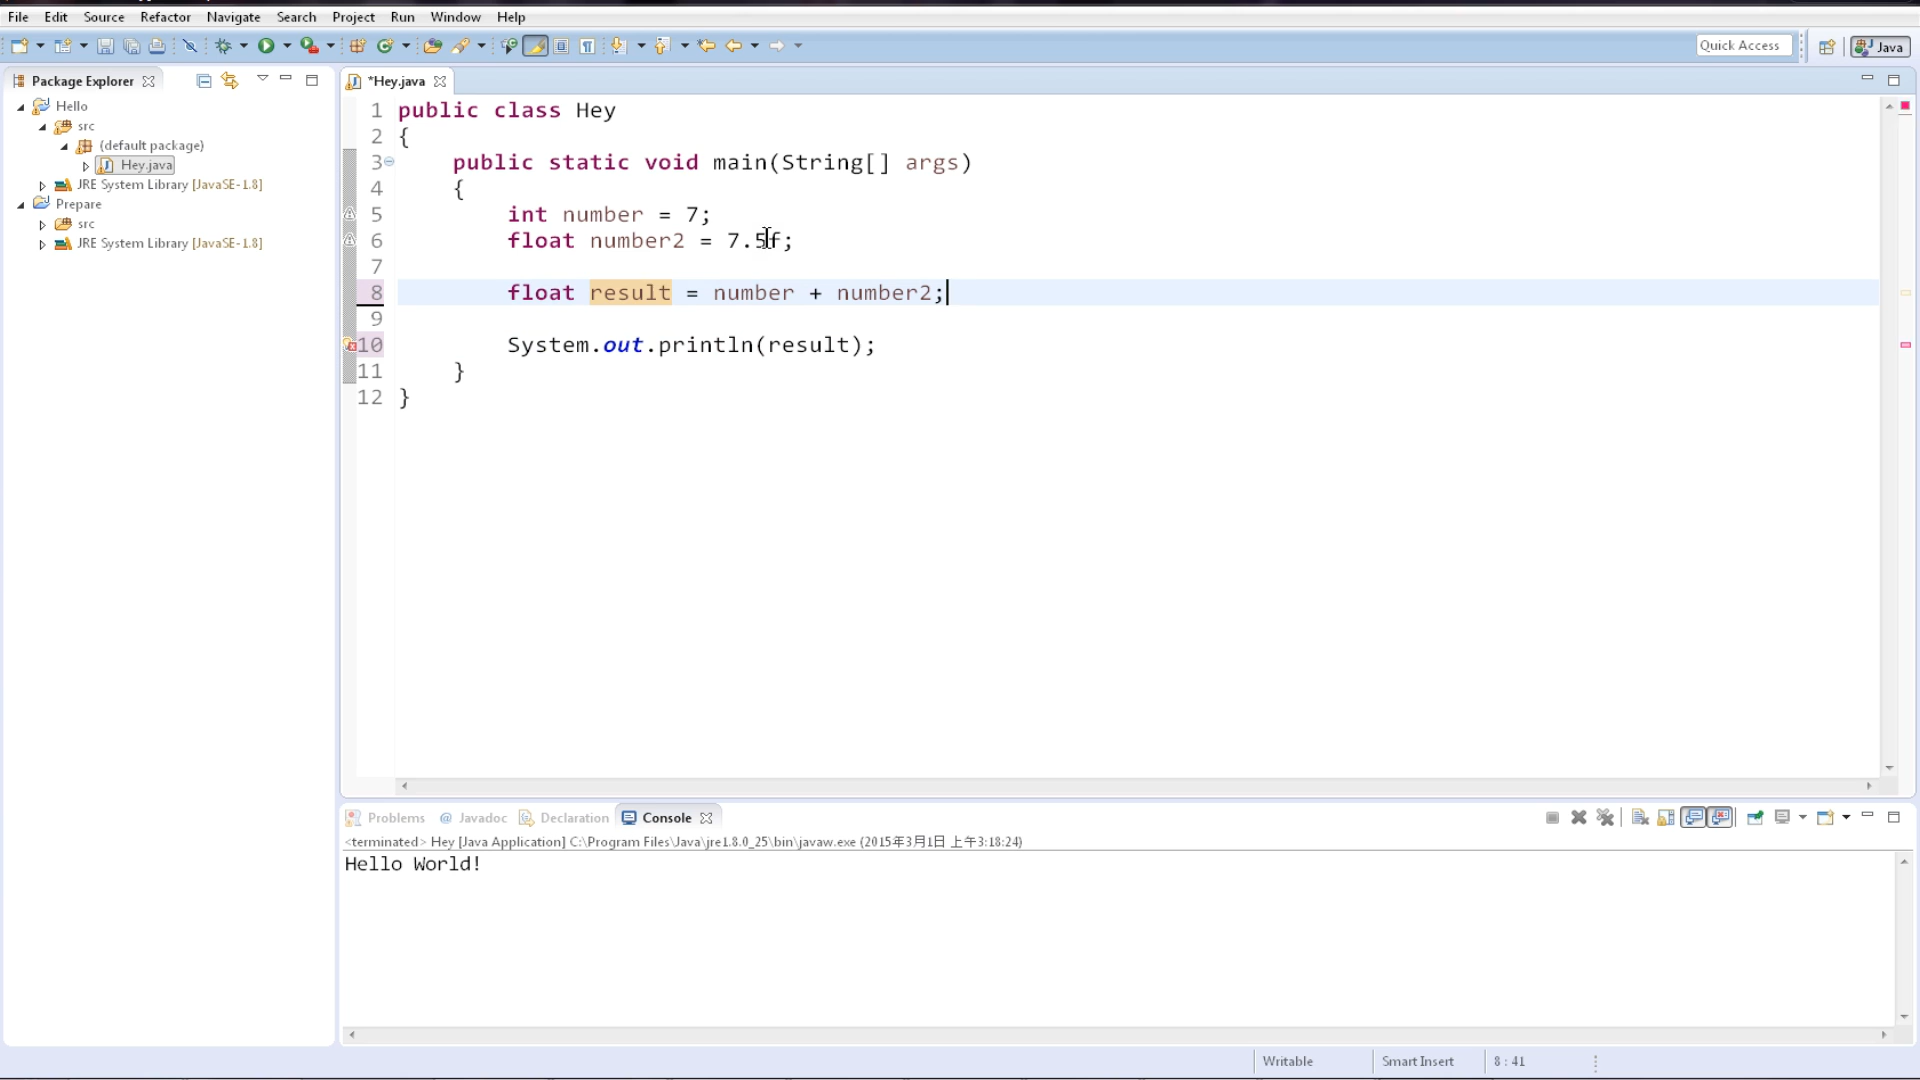 File Edit Source Refactor Navigate Search Project Run Window Help
Quick Access
Java
Package Explorer
Hello
src
(default package)
Hey.java
JRE System Library [JavaSE-1.8]
Prepare
src
JRE System Library [JavaSE-1.8]
*Hey.java
1 public class Hey
2 {
3 public static void main(String[] args)
4 {
5 int number = 7;
6 float number2 = 7.5f;
7
8 float result = number + number2;
9
10 System.out.println(result);
11 }
12 }
Problems @ Javadoc Declaration Console
<terminated> Hey [Java Application] C:\Program Files\Java\jre1.8.0_25\bin\javaw.exe (2015年3月1日 上午3:18:24)
Hello World!
Writable Smart Insert 8 : 41